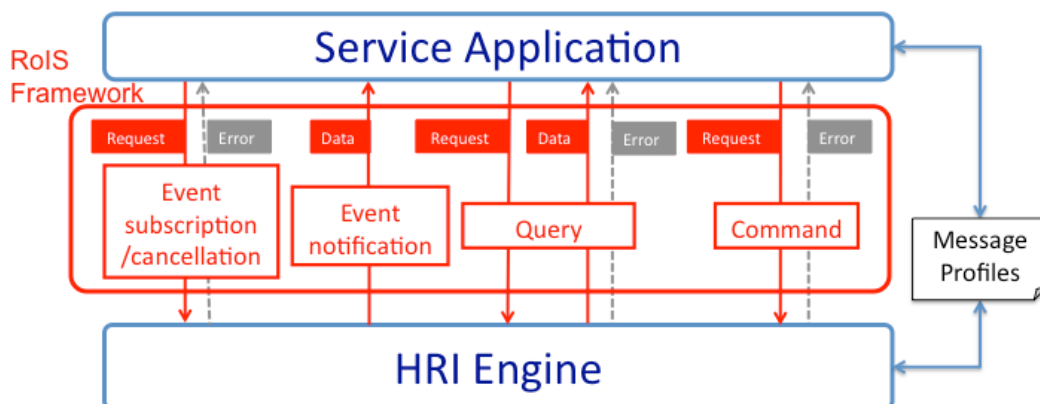 Service Application
RoIS
Framework
Request
Error
Data
Request
Data
Error
Request
Error
Event
subscription
/cancellation
Event
notification
Query
Command
Message
Profiles
HRI Engine